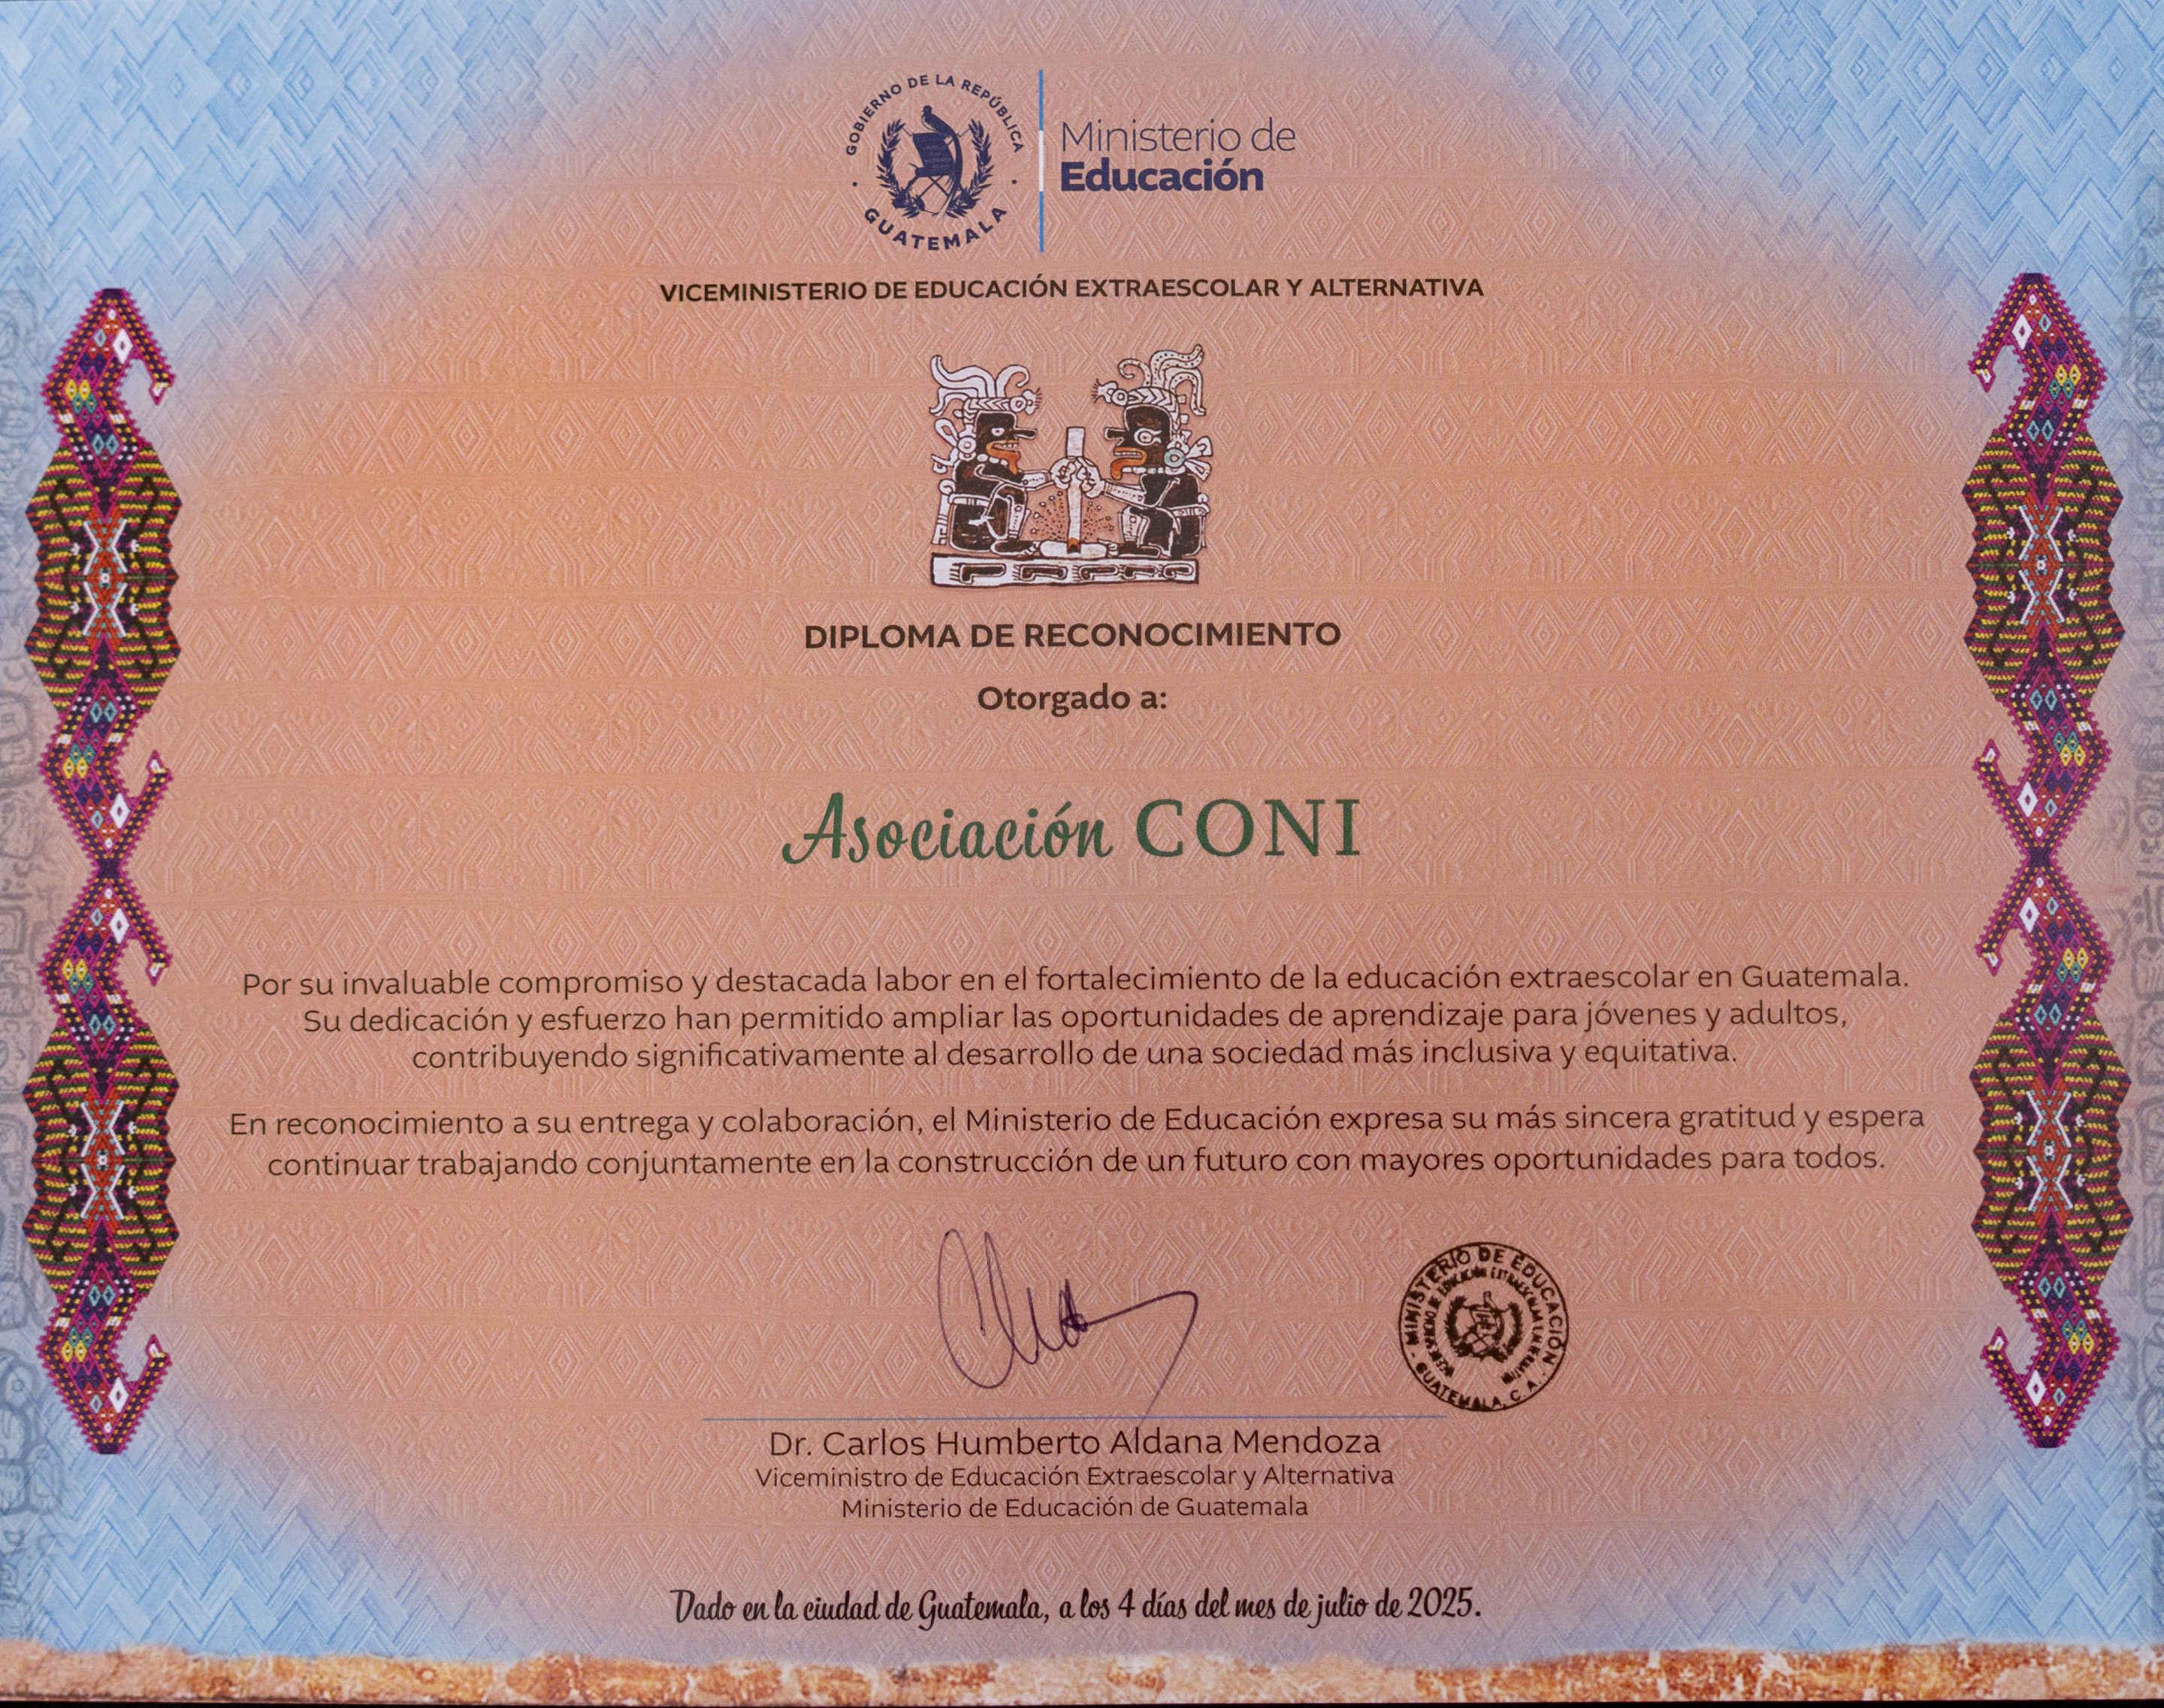 GOBIERNO DE LA REPÚBLICA
GUATEMALA
Ministerio de
Educación
VICEMINISTERIO DE EDUCACIÓN EXTRAESCOLAR Y ALTERNATIVA
DIPLOMA DE RECONOCIMIENTO
Otorgado a:
Asociación CONI
Por su invaluable compromiso y destacada labor en el fortalecimiento de la educación extraescolar en Guatemala.
Su dedicación y esfuerzo han permitido ampliar las oportunidades de aprendizaje para jóvenes y adultos,
contribuyendo significativamente al desarrollo de una sociedad más inclusiva y equitativa.
En reconocimiento a su entrega y colaboración, el Ministerio de Educación expresa su más sincera gratitud y espera
continuar trabajando conjuntamente en la construcción de un futuro con mayores oportunidades para todos.
MINISTERIO DE EDUCACIÓN
GUATEMALA, C. A.
Dr. Carlos Humberto Aldana Mendoza
Viceministro de Educación Extraescolar y Alternativa
Ministerio de Educación de Guatemala
Dado en la ciudad de Guatemala, a los 4 días del mes de julio de 2025.